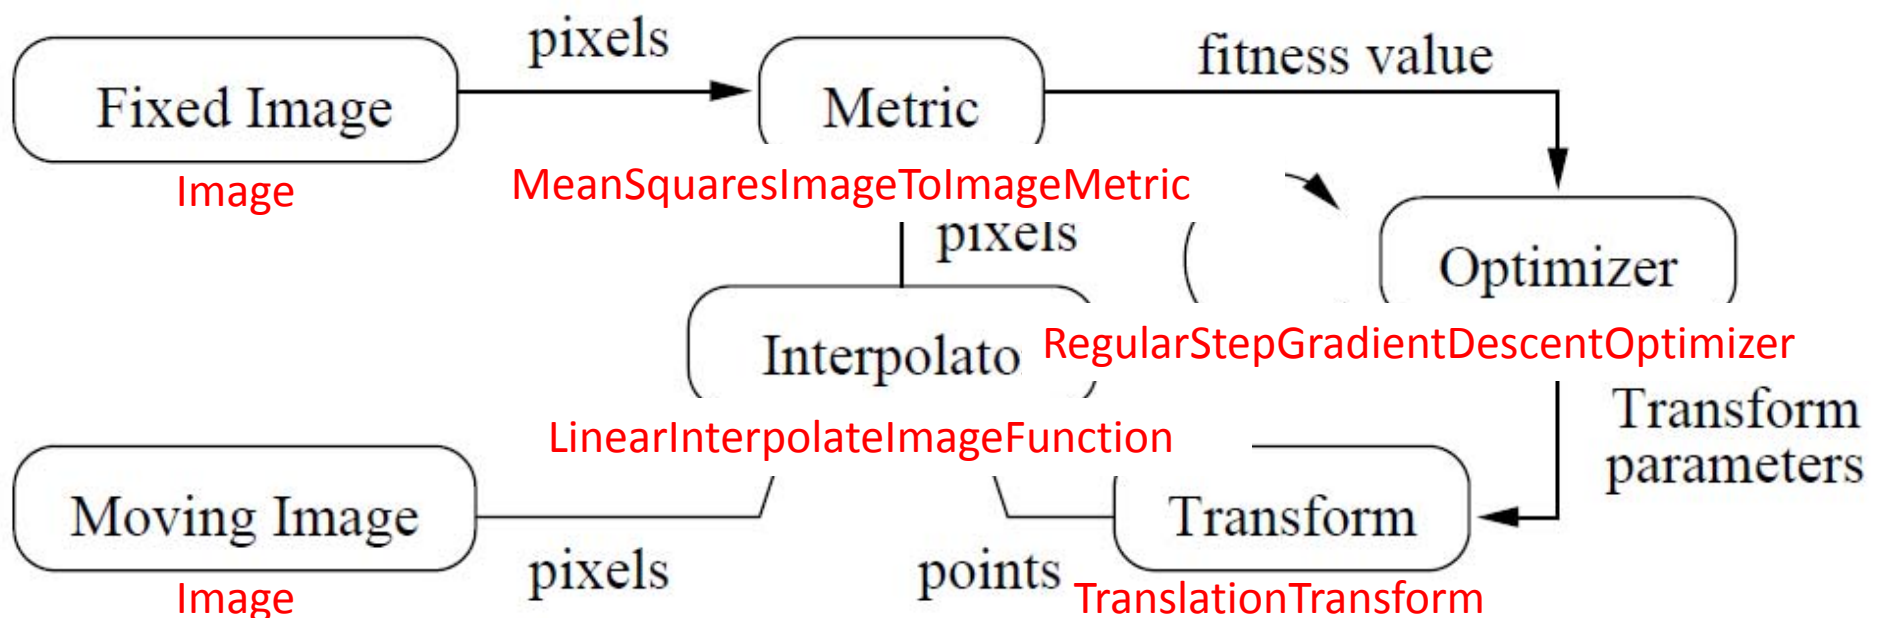 pixels
fitness value
Fixed Image
Metric
Image
MeanSquaresImageToImageMetric
pixels
Optimizer
Interpolato
RegularStepGradientDescentOptimizer
Transform
parameters
LinearInterpolateImageFunction
Moving Image
Transform
pixels
points
Image
TranslationTransform